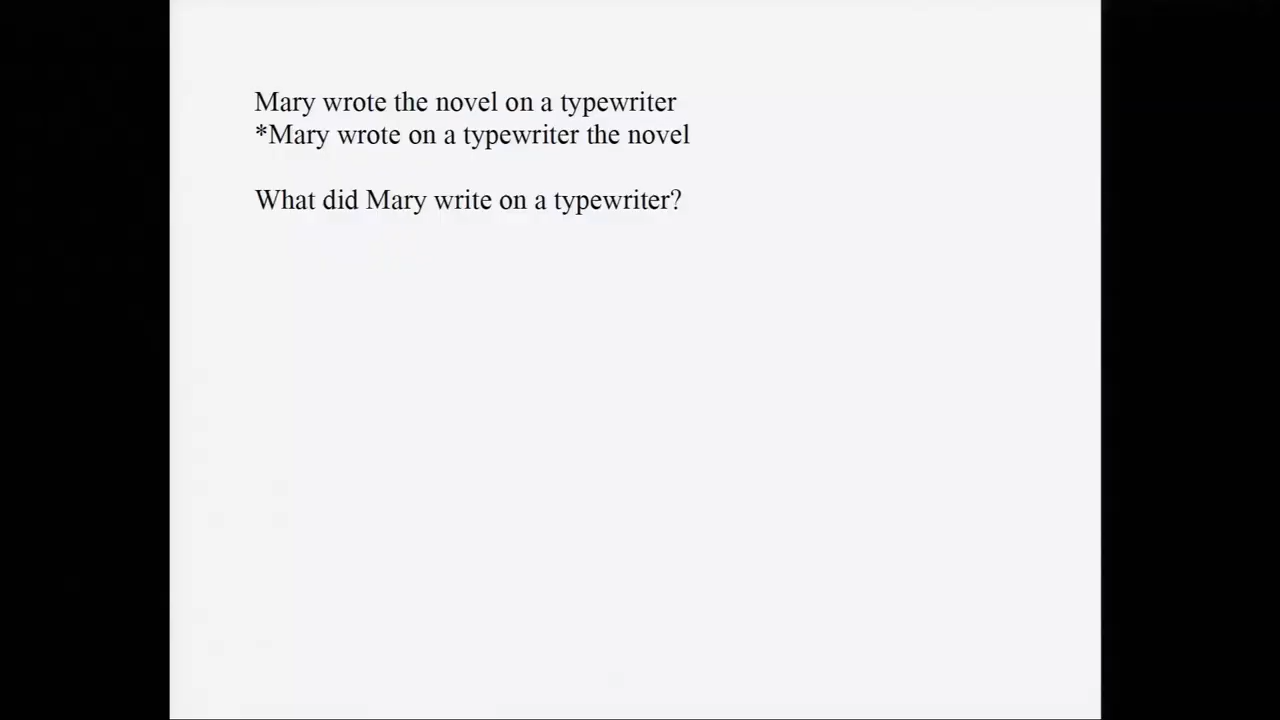 Mary wrote the novel on a typewriter
*Mary wrote on a typewriter the novel
What did Mary write on a typewriter?